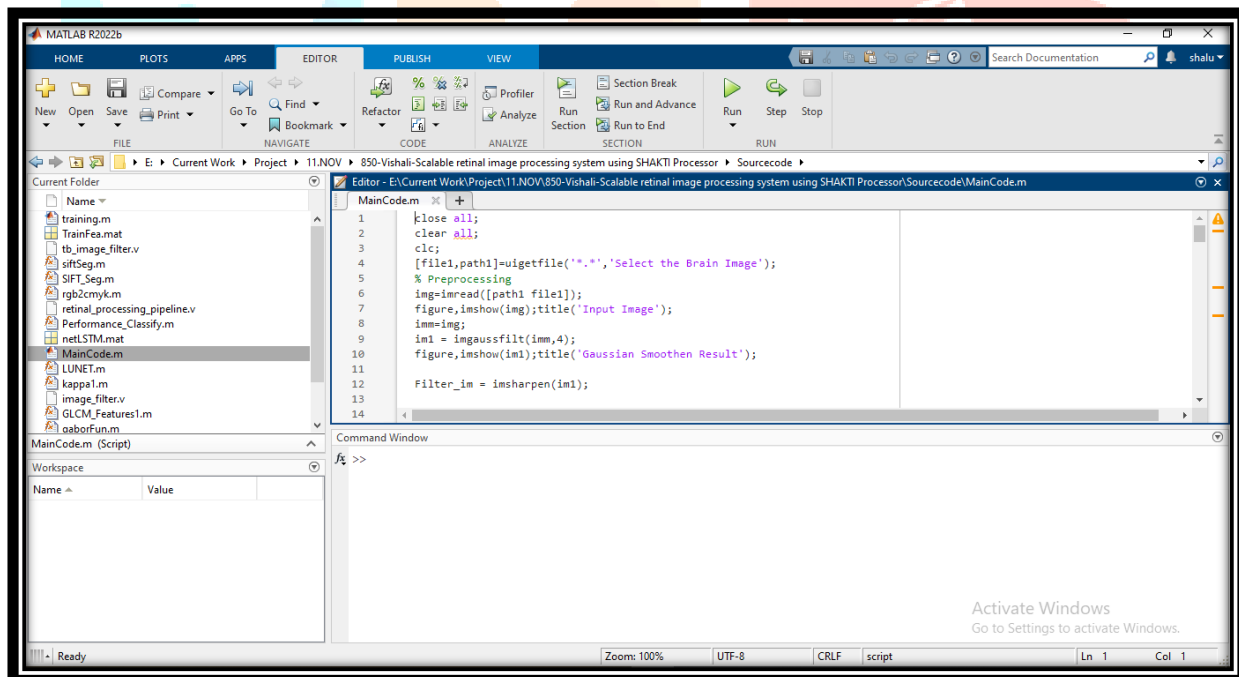 MATLAB R2022b
HOME PLOTS APPS EDITOR PUBLISH VIEW Search Documentation shalu
New Open Save Compare Print Go To Find Bookmark Refactor Profiler Analyze Run Section Section Break Run and Advance Run to End Run Step Stop
FILE NAVIGATE CODE ANALYZE SECTION RUN
E: Current Work Project 11.NOV 850-Vishali-Scalable retinal image processing system using SHAKTI Processor Sourcecode
Current Folder
Name
training.m
TrainFea.mat
tb_image_filter.v
siftSeg.m
SIFT_Seg.m
rgb2cmyk.m
retinal_processing_pipeline.v
Performance_Classify.m
netLSTM.mat
MainCode.m
LUNET.m
kappa1.m
image_filter.v
GLCM_Features1.m
gaborFun.m
MainCode.m (Script)
Workspace
Name Value
Editor - E:\Current Work\Project\11.NOV\850-Vishali-Scalable retinal image processing system using SHAKTI Processor\Sourcecode\MainCode.m
MainCode.m
1 close all;
2 clear all;
3 clc;
4 [file1,path1]=uigetfile('*.*','Select the Brain Image');
5 % Preprocessing
6 img=imread([path1 file1]);
7 figure,imshow(img);title('Input Image');
8 imm=img;
9 im1 = imgaussfilt(imm,4);
10 figure,imshow(im1);title('Gaussian Smoothen Result');
11
12 Filter_im = imsharpen(im1);
13
14
Command Window
fx >>
Activate Windows
Go to Settings to activate Windows.
Ready Zoom: 100% UTF-8 CRLF script Ln 1 Col 1